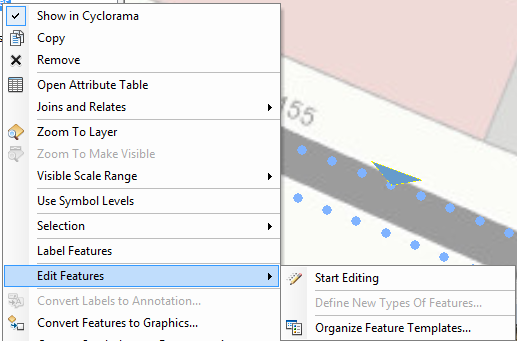 Show in Cyclorama
Copy
Remove
Open Attribute Table
Joins and Relates
Zoom To Layer
Zoom To Make Visible
Visible Scale Range
Use Symbol Levels
Selection
Label Features
Edit Features
Convert Labels to Annotation...
Convert Features to Graphics...
155
Start Editing
Define New Types Of Features...
Organize Feature Templates...